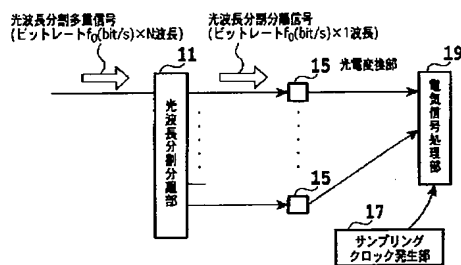 光波長分割多重信号
(ビットレートf₀(bit/s)×N波長)
光波長分割分離信号
(ビットレートf₀(bit/s)×1波長)
11
15
光電変換部
19
光波長分割分離部
電気信号処理部
15
17
サンプリング
クロック発生部